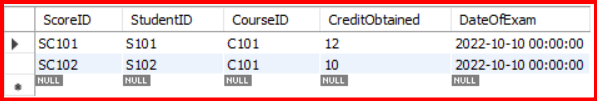 ScoreID StudentID CourseID CreditObtained DateOfExam
SC101 S101 C101 12 2022-10-10 00:00:00
SC102 S102 C101 10 2022-10-10 00:00:00
NULL NULL NULL NULL NULL